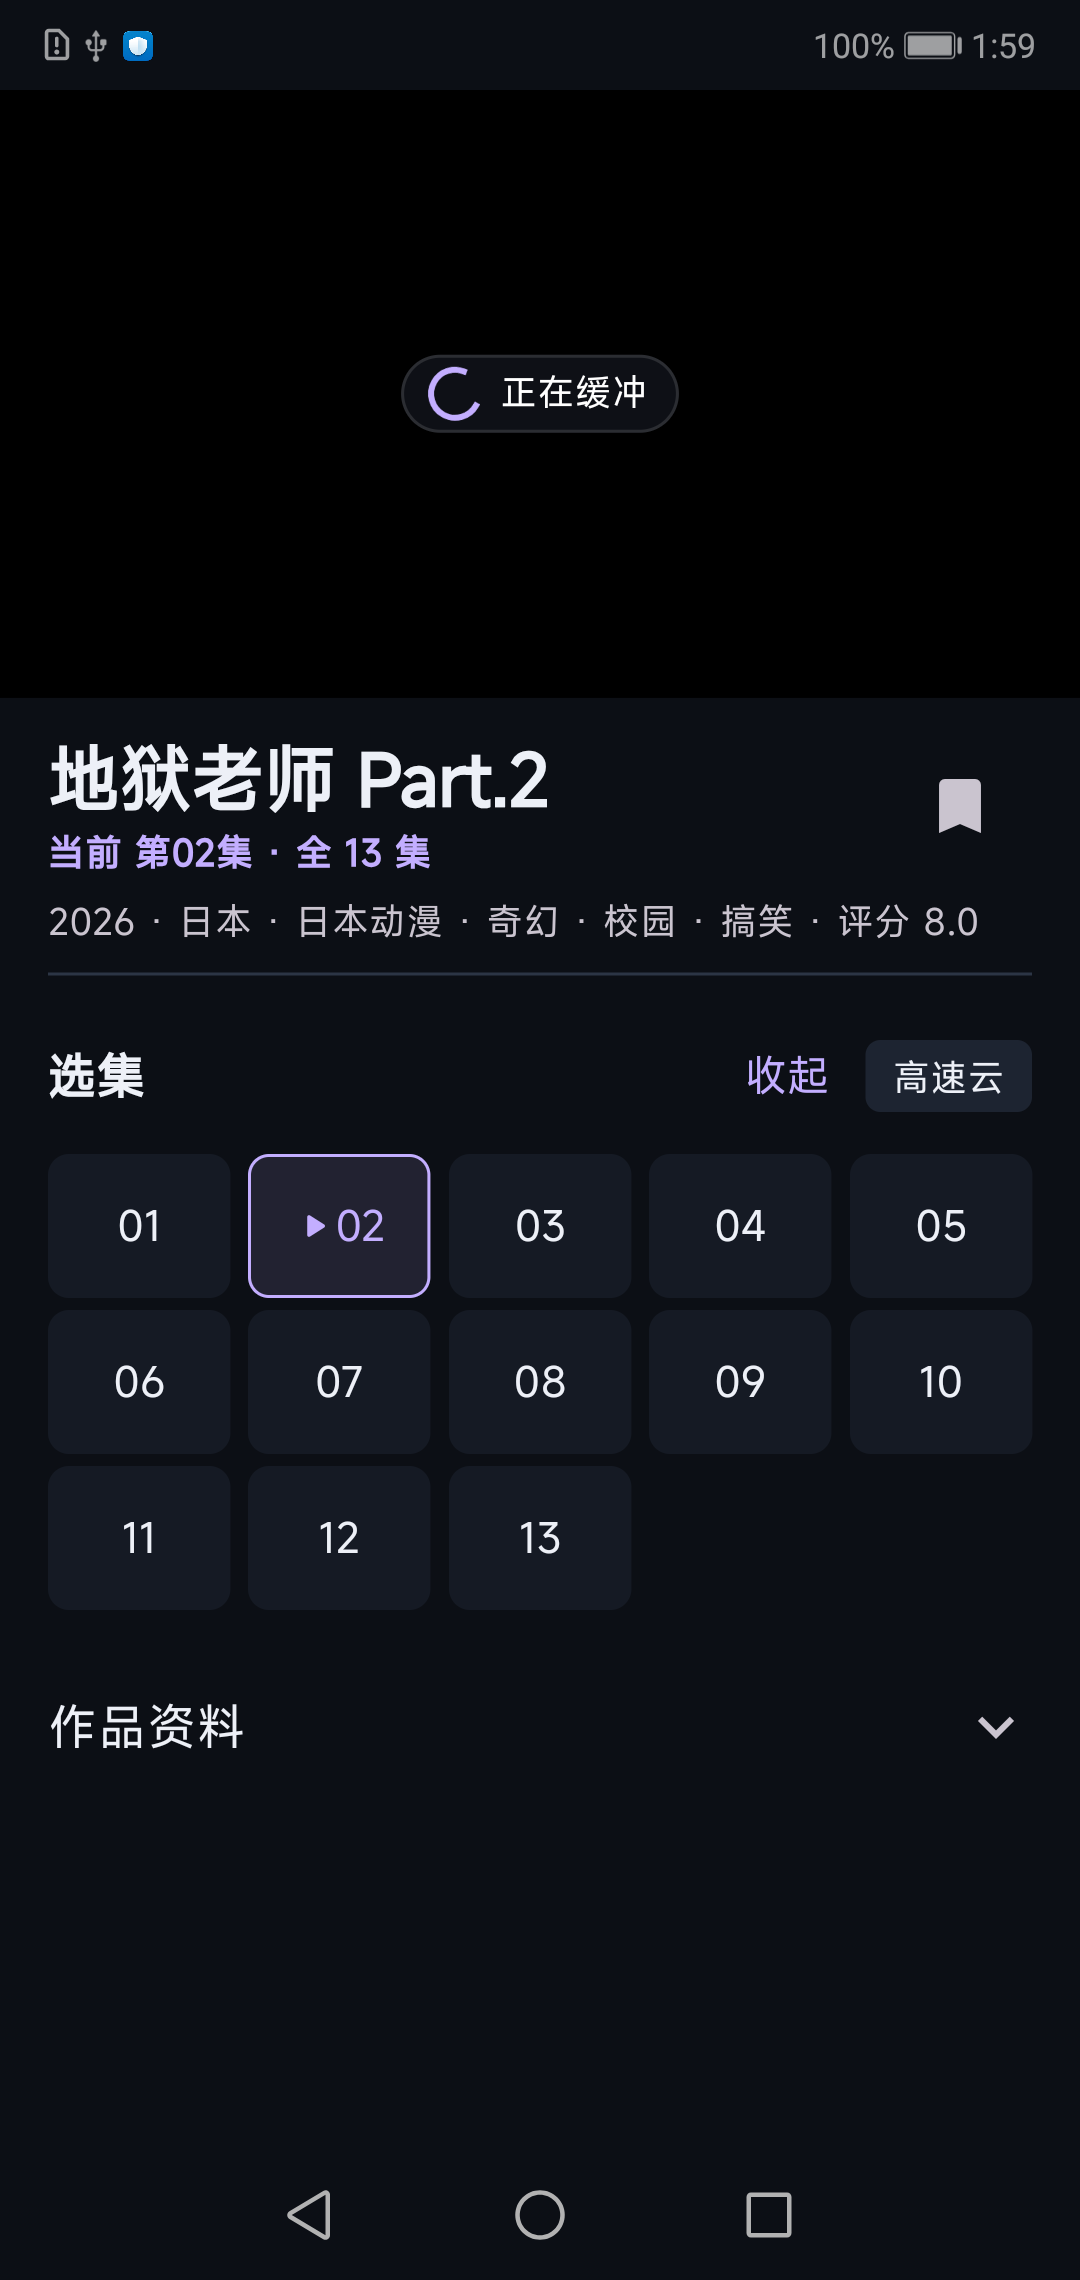 100% 1:59
正在缓冲
地狱老师 Part.2
当前 第02集 · 全 13 集
2026 · 日本 · 日本动漫 · 奇幻 · 校园 · 搞笑 · 评分 8.0
选集 收起 高速云
01 02 03 04 05
06 07 08 09 10
11 12 13
作品资料